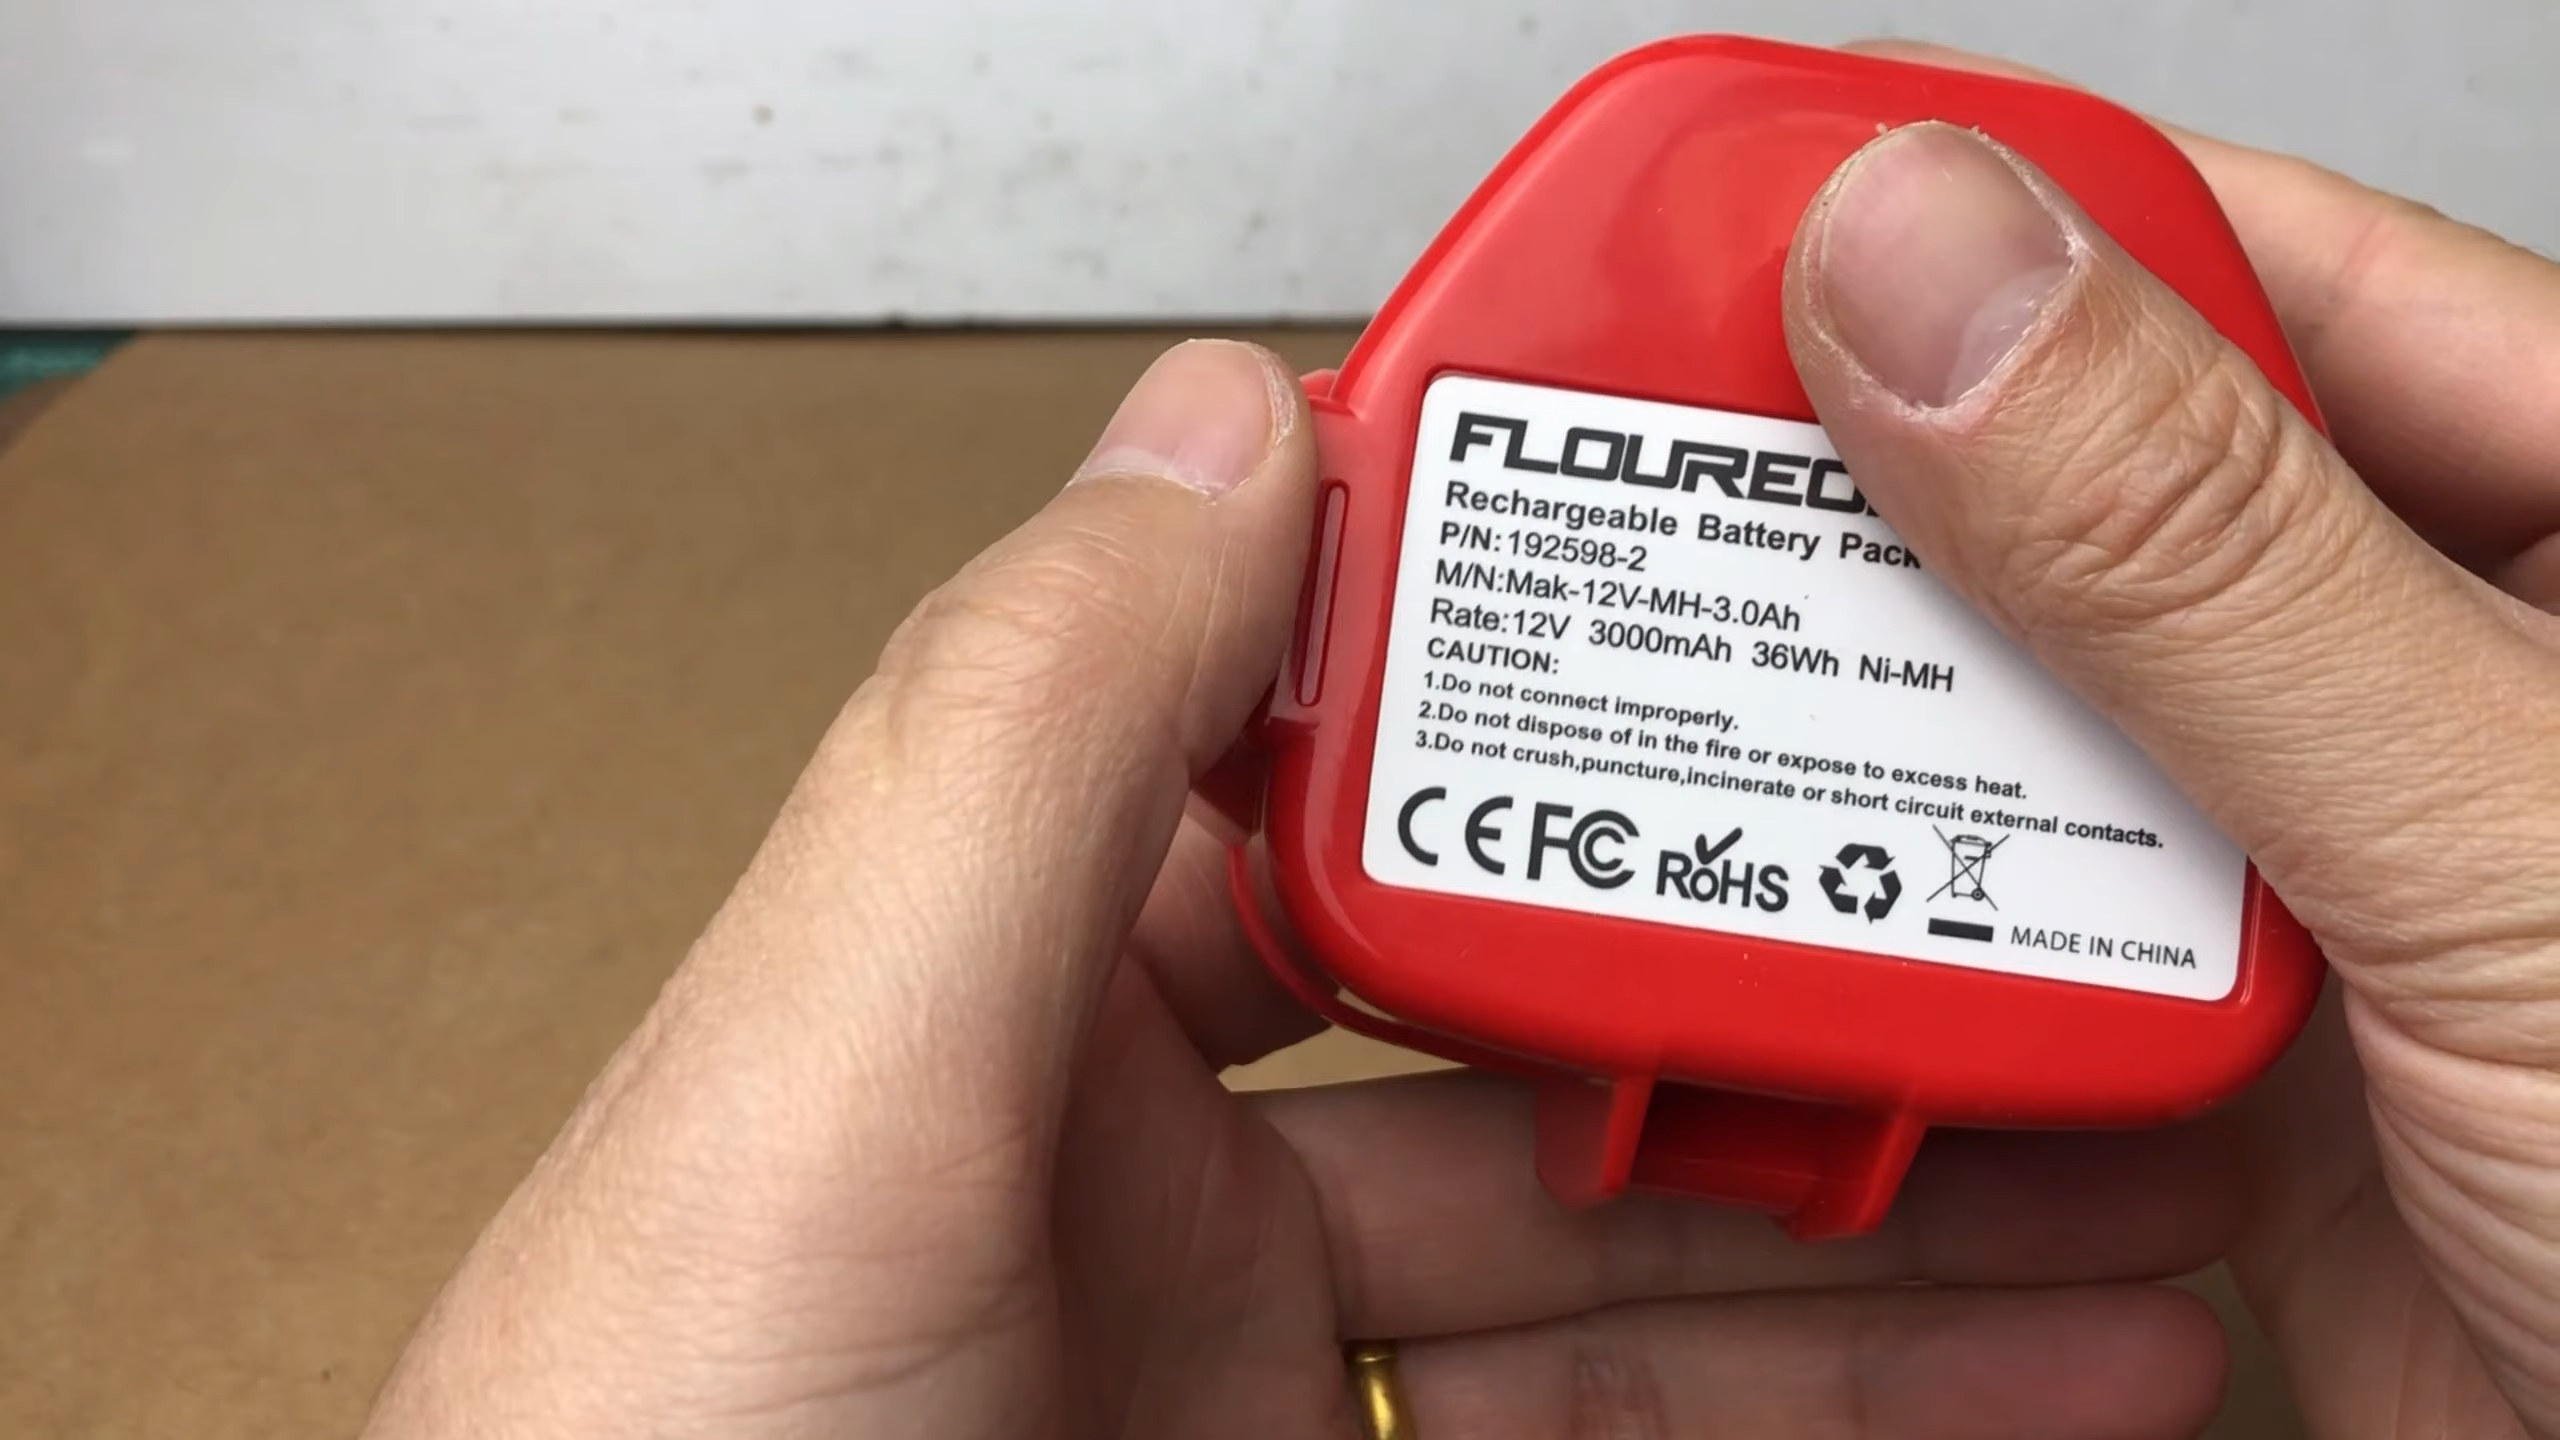 FLOUREO
Rechargeable Battery Pack
P/N:192598-2
M/N:Mak-12V-MH-3.0Ah
Rate:12V 3000mAh 36Wh Ni-MH
CAUTION:
1.Do not connect improperly.
2.Do not dispose of in the fire or expose to excess heat.
3.Do not crush,puncture,incinerate or short circuit external contacts.
CE FC RoHS
MADE IN CHINA